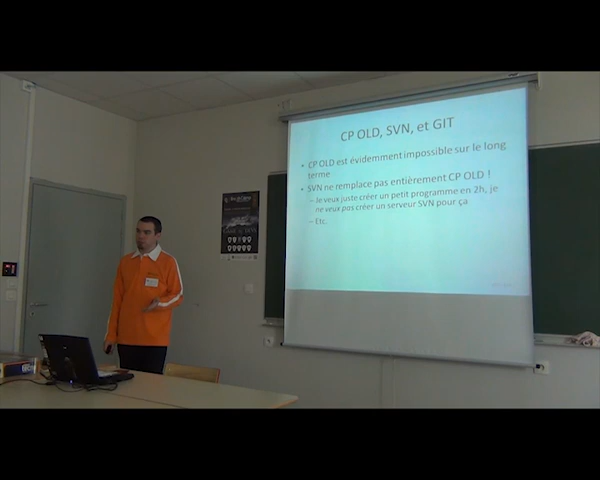 CP OLD, SVN, et GIT
• CP OLD est évidemment impossible sur le long
terme
• SVN ne remplace pas entièrement CP OLD !
– Je veux juste créer un petit programme en 2h, je
ne veux pas créer un serveur SVN pour ça
– Etc.